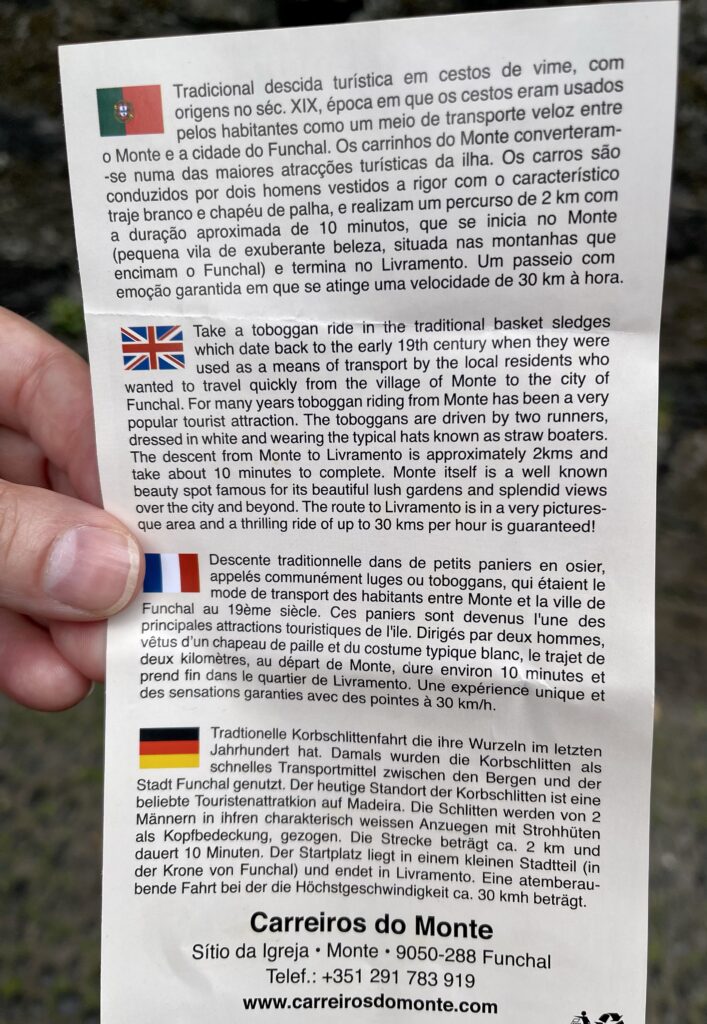 Tradicional descida turística em cestos de vime, com
origens no séc. XIX, época em que os cestos eram usados
pelos habitantes como um meio de transporte veloz entre
o Monte e a cidade do Funchal. Os carrinhos do Monte converteram-
-se numa das maiores atracções turísticas da ilha. Os carros são
conduzidos por dois homens vestidos a rigor com o característico
traje branco e chapéu de palha, e realizam um percurso de 2 km com
a duração aproximada de 10 minutos, que se inicia no Monte
(pequena vila de exuberante beleza, situada nas montanhas que
encimam o Funchal) e termina no Livramento. Um passeio com
emoção garantida em que se atinge uma velocidade de 30 km à hora.
Take a toboggan ride in the traditional basket sledges
which date back to the early 19th century when they were
used as a means of transport by the local residents who
wanted to travel quickly from the village of Monte to the city of
Funchal. For many years toboggan riding from Monte has been a very
popular tourist attraction. The toboggans are driven by two runners,
dressed in white and wearing the typical hats known as straw boaters.
The descent from Monte to Livramento is approximately 2kms and
take about 10 minutes to complete. Monte itself is a well known
beauty spot famous for its beautiful lush gardens and splendid views
over the city and beyond. The route to Livramento is in a very pictures-
que area and a thrilling ride of up to 30 kms per hour is guaranteed!
Descente traditionnelle dans de petits paniers en osier,
appelés communément luges ou toboggans, qui étaient le
mode de transport des habitants entre Monte et la ville de
Funchal au 19ème siècle. Ces paniers sont devenus l'une des
principales attractions touristiques de l'ile. Dirigés par deux hommes,
vêtus d'un chapeau de paille et du costume typique blanc, le trajet de
deux kilomètres, au départ de Monte, dure environ 10 minutes et
prend fin dans le quartier de Livramento. Une expérience unique et
des sensations garanties avec des pointes à 30 km/h.
Tradtionelle Korbschlittenfahrt die ihre Wurzeln im letzten
Jahrhundert hat. Damals wurden die Korbschlitten als
schnelles Transportmittel zwischen den Bergen und der
Stadt Funchal genutzt. Der heutige Standort der Korbschlitten ist eine
beliebte Touristenattratkion auf Madeira. Die Schlitten werden von 2
Männern in ihfren charakterisch weissen Anzuegen mit Strohhüten
als Kopfbedeckung, gezogen. Die Strecke beträgt ca. 2 km und
dauert 10 Minuten. Der Startplatz liegt in einem kleinen Stadtteil (in
der Krone von Funchal) und endet in Livramento. Eine atemberau-
bende Fahrt bei der die Höchstgeschwindigkeit ca. 30 kmh beträgt.
Carreiros do Monte
Sítio da Igreja • Monte • 9050-288 Funchal
Telef.: +351 291 783 919
www.carreirosdomonte.com